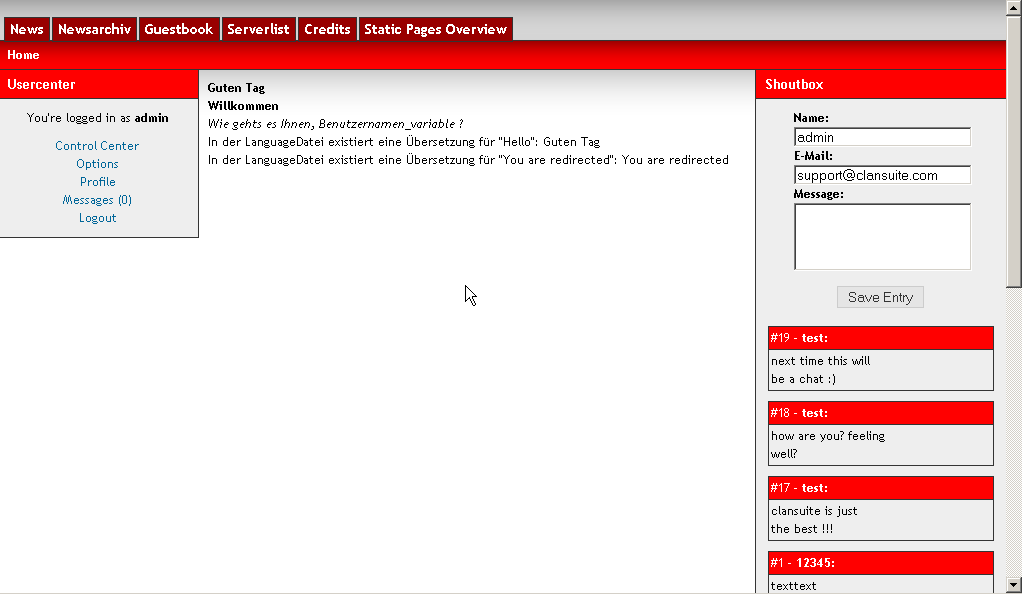 News Newsarchiv Guestbook Serverlist Credits Static Pages Overview
Home
Usercenter
You're logged in as admin
Control Center
Options
Profile
Messages (0)
Logout
Guten Tag
Willkommen
Wie gehts es Ihnen, Benutzernamen_variable ?
In der LanguageDatei existiert eine Übersetzung für "Hello": Guten Tag
In der LanguageDatei existiert eine Übersetzung für "You are redirected": You are redirected
Shoutbox
Name:
admin
E-Mail:
support@clansuite.com
Message:
Save Entry
#19 - test:
next time this will
be a chat :)
#18 - test:
how are you? feeling
well?
#17 - test:
clansuite is just
the best !!!
#1 - 12345:
texttext